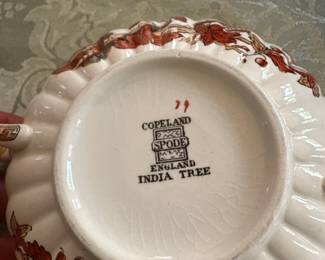 COPELAND
SPODE
ENGLAND
INDIA TREE